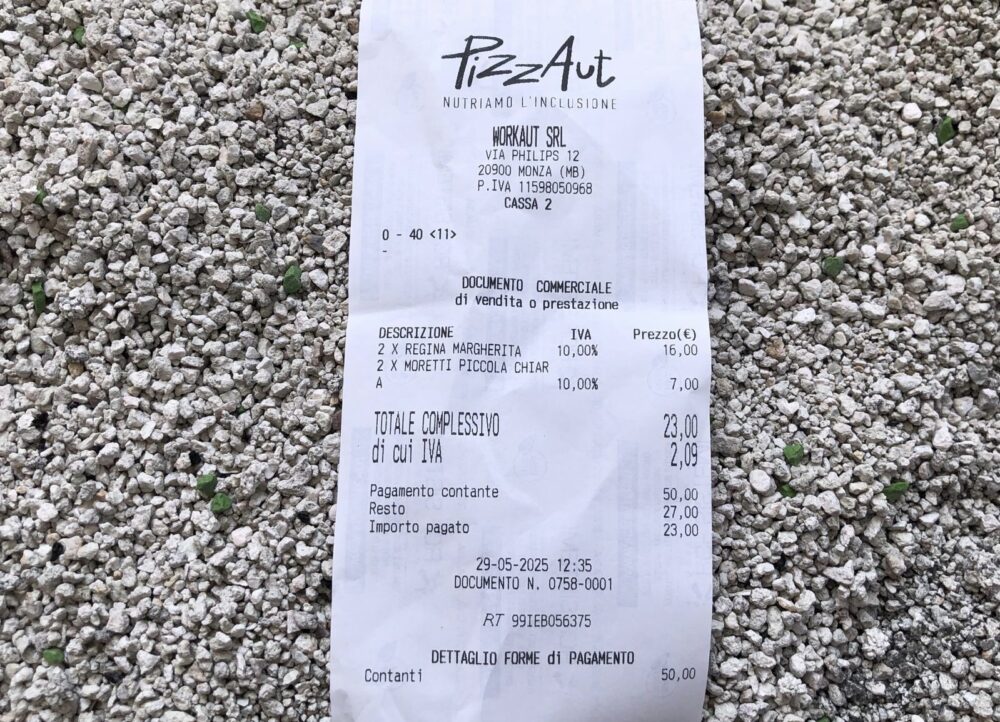 PizzAut
NUTRIAMO L'INCLUSIONE
WORKAUT SRL
VIA PHILIPS 12
20900 MONZA (MB)
P.IVA 11598050968
CASSA 2
0 - 40 <11>
-
DOCUMENTO COMMERCIALE
di vendita o prestazione
DESCRIZIONE IVA Prezzo(€)
2 X REGINA MARGHERITA 10,00% 16,00
2 X MORETTI PICCOLA CHIAR
A 10,00% 7,00
TOTALE COMPLESSIVO 23,00
di cui IVA 2,09
Pagamento contante 50,00
Resto 27,00
Importo pagato 23,00
29-05-2025 12:35
DOCUMENTO N. 0758-0001
RT 99IEB056375
DETTAGLIO FORME di PAGAMENTO
Contanti 50,00